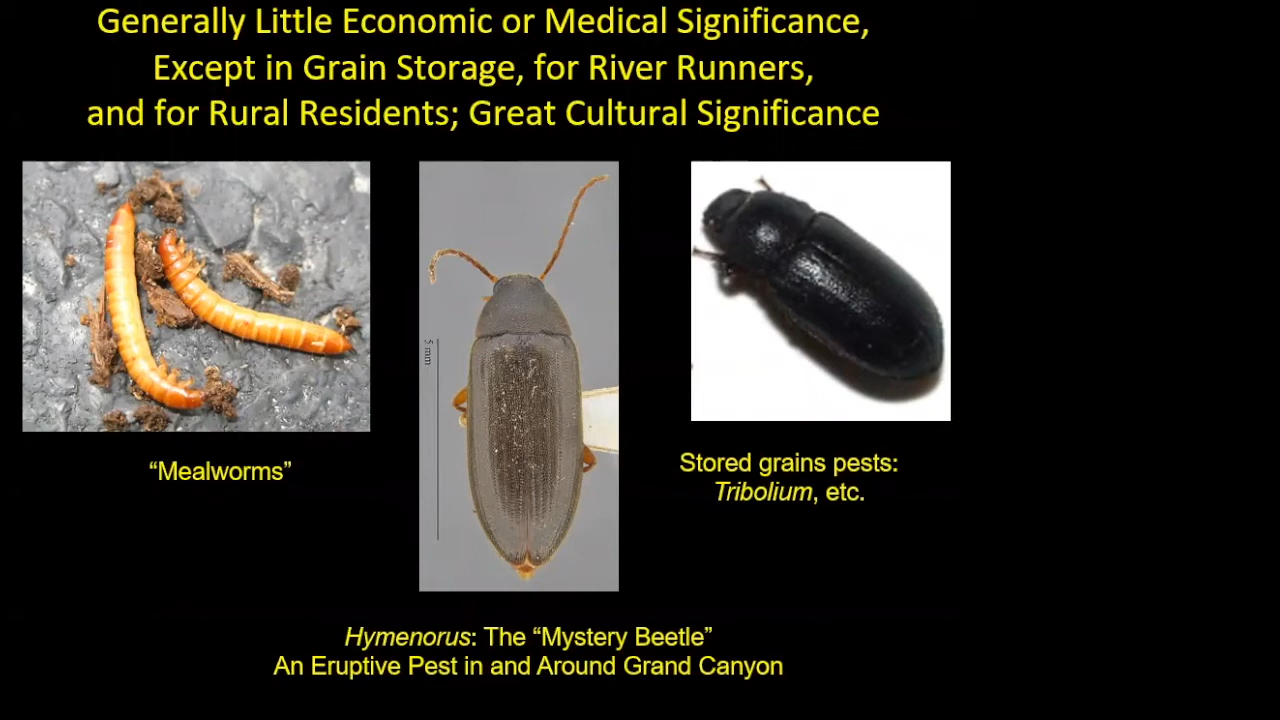 Generally Little Economic or Medical Significance,
Except in Grain Storage, for River Runners,
and for Rural Residents; Great Cultural Significance
5 mm
“Mealworms”
Stored grains pests:
Tribolium, etc.
Hymenorus: The “Mystery Beetle”
An Eruptive Pest in and Around Grand Canyon